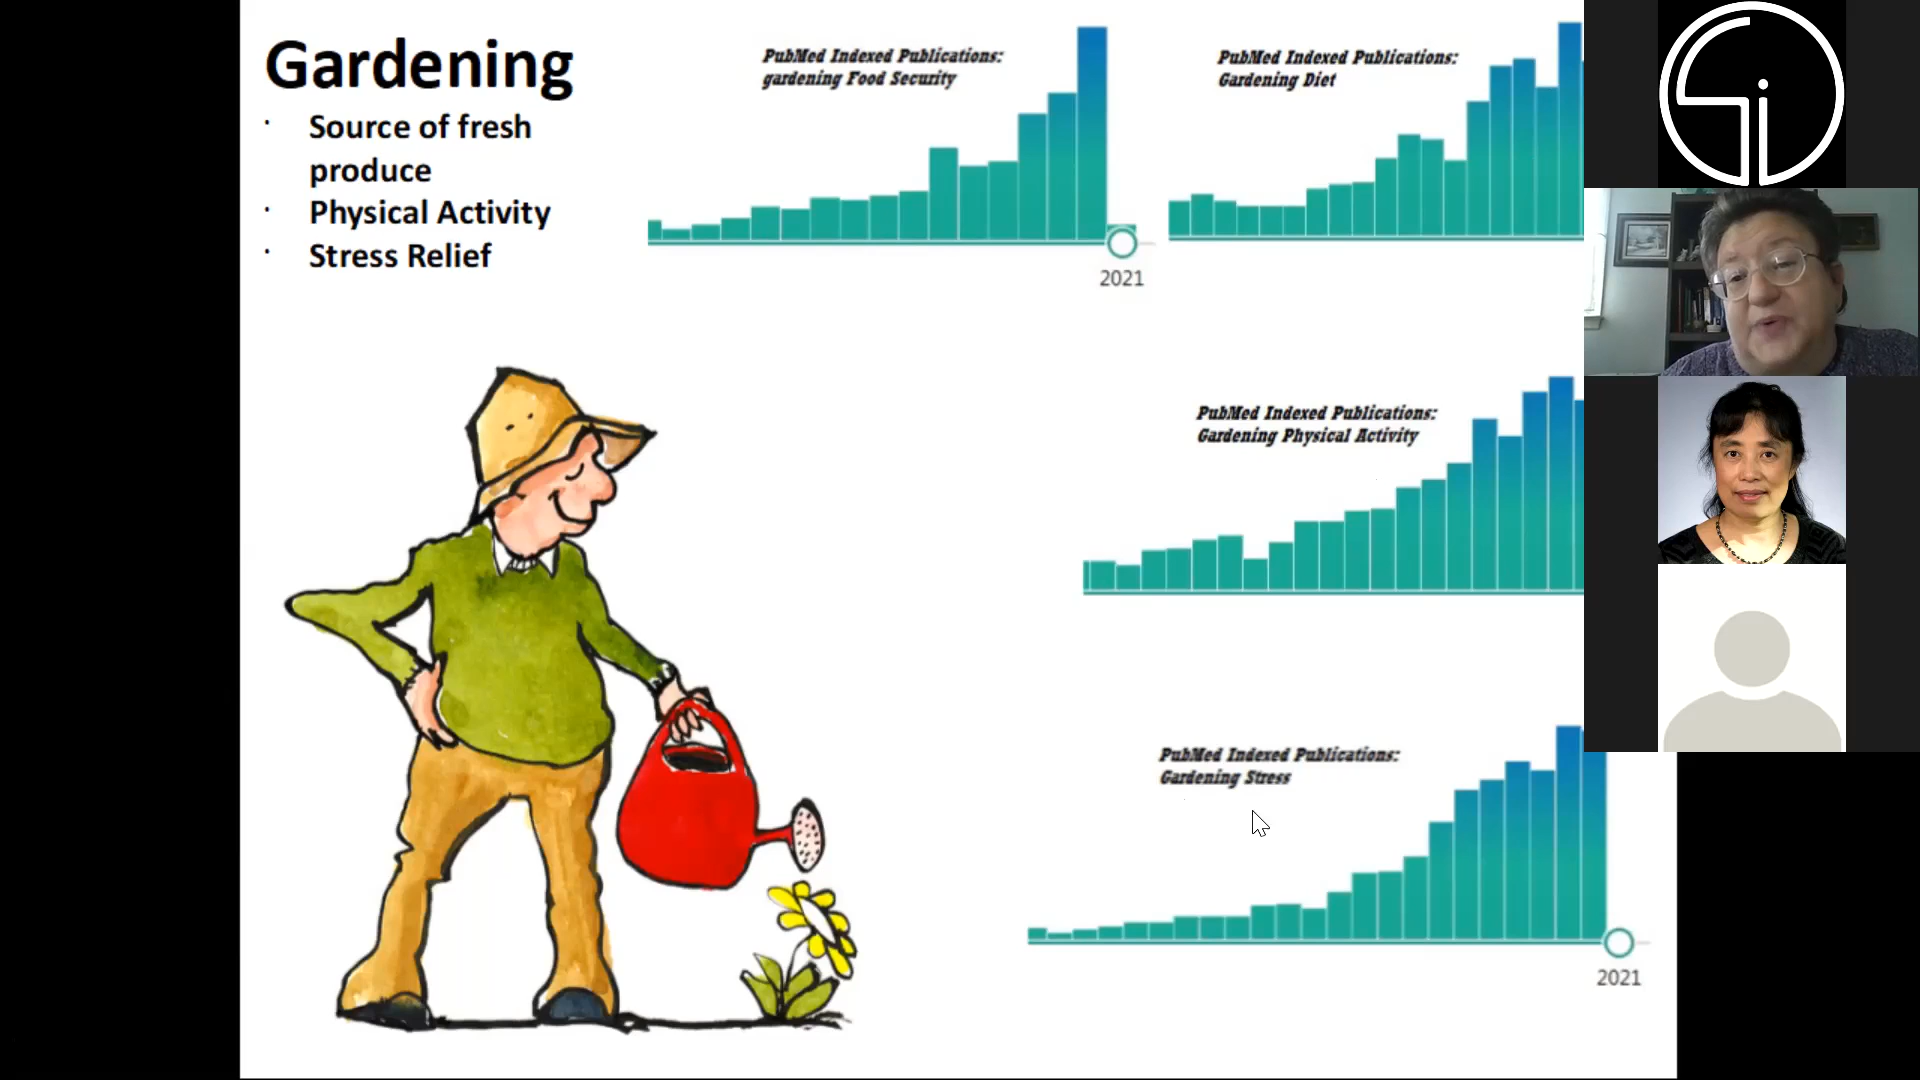 Gardening
· Source of fresh
produce
· Physical Activity
· Stress Relief
PubMed Indexed Publications:
gardening Food Security
2021
PubMed Indexed Publications:
Gardening Diet
PubMed Indexed Publications:
Gardening Physical Activity
PubMed Indexed Publications:
Gardening Stress
2021